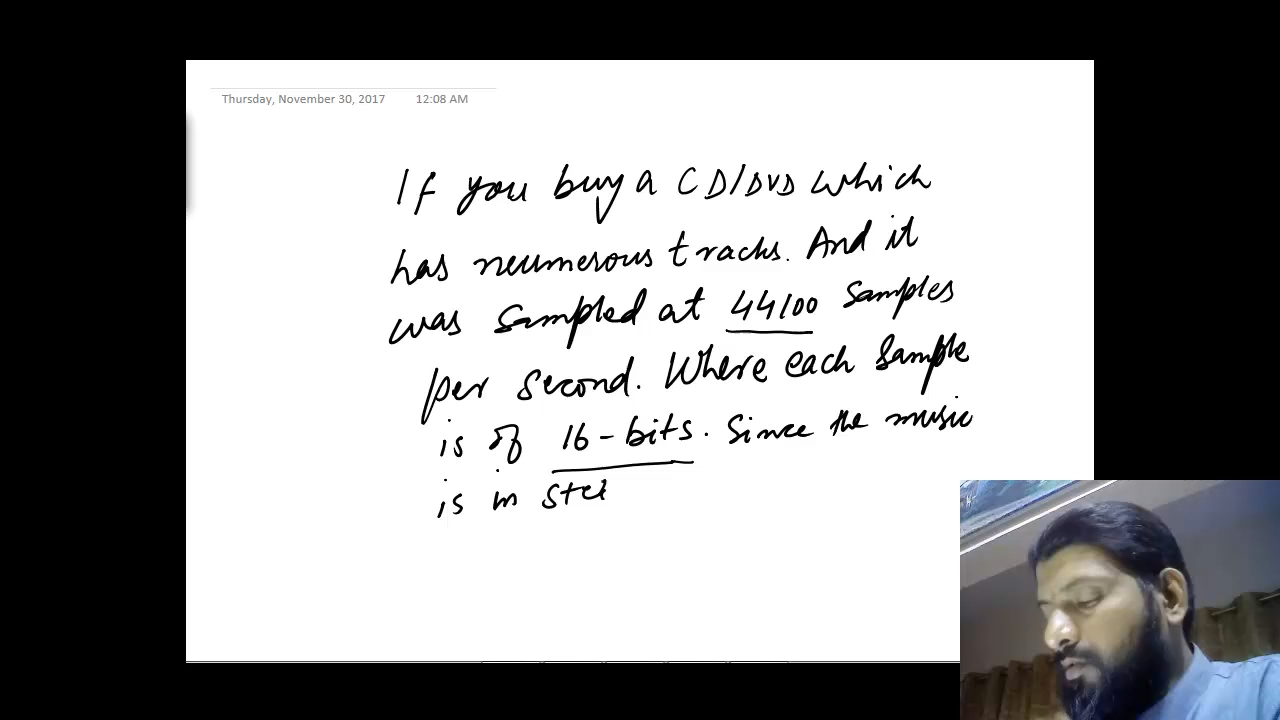 Thursday, November 30, 2017 12:08 AM
If you buy a CD/DVD which
has neumerous tracks. And it
was sampled at 44100 samples
per second. Where each sample
is of 16-bits. Since the music
is in ste